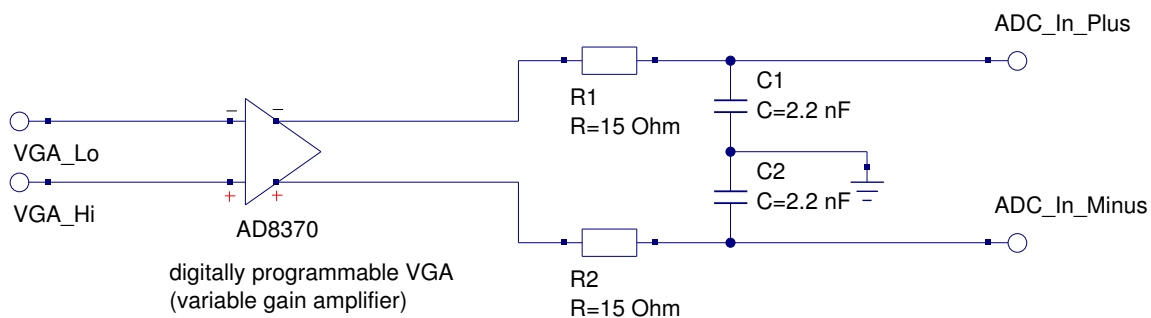 ADC_In_Plus
C1
C=2.2 nF
R1
R=15 Ohm
−
−
VGA_Lo
C2
C=2.2 nF
+
+
VGA_Hi
ADC_In_Minus
AD8370
digitally programmable VGA
(variable gain amplifier)
R2
R=15 Ohm